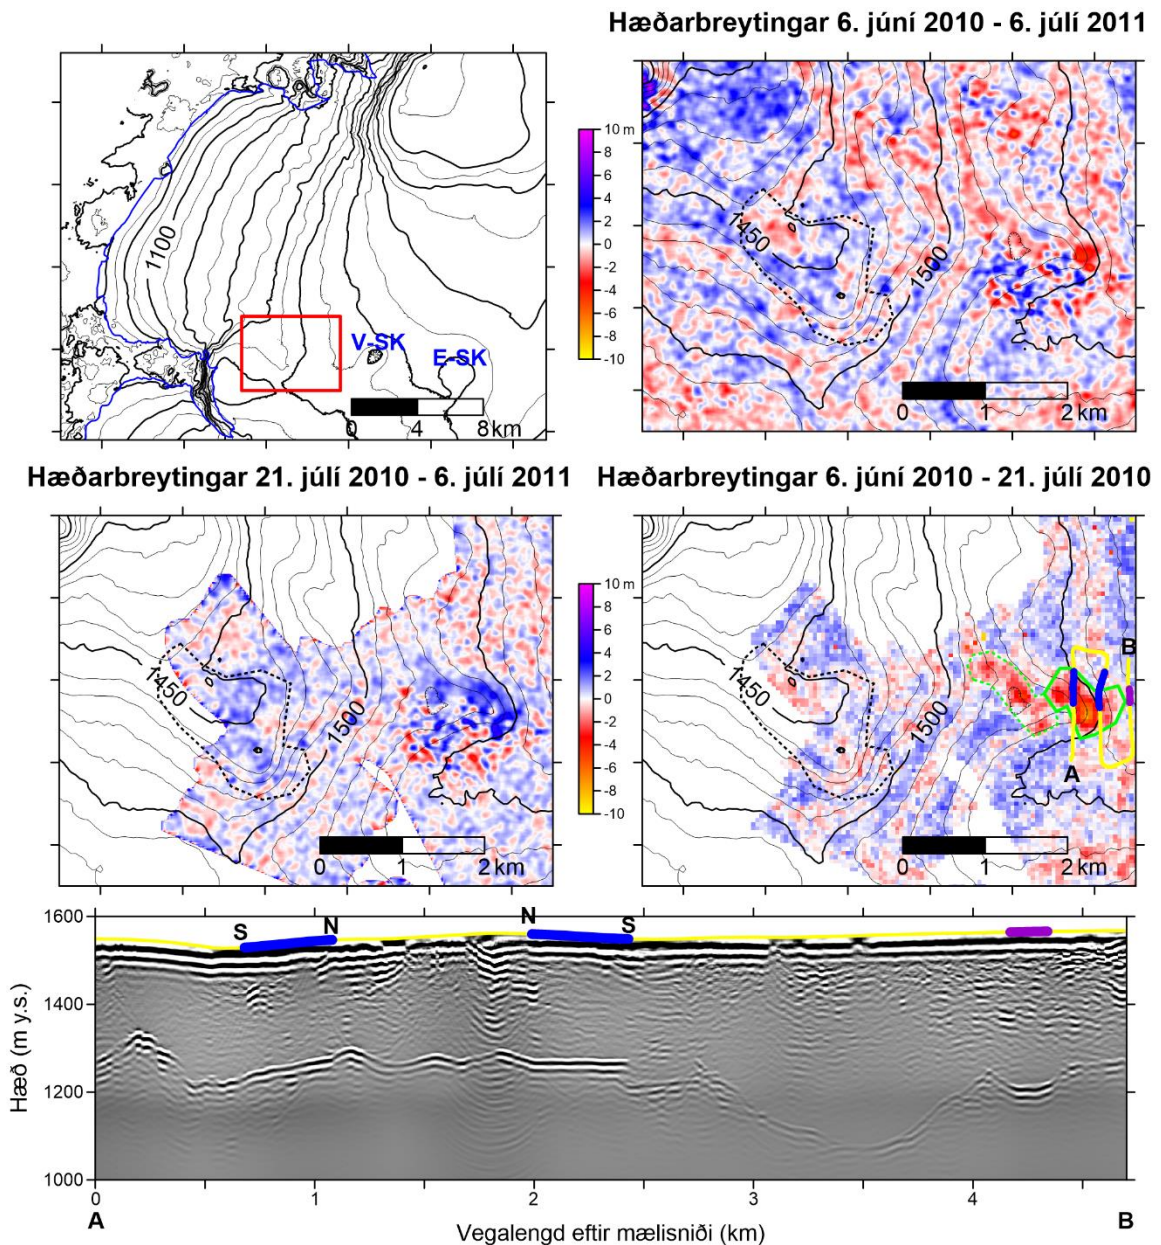 Hæðarbreytingar 6. júní 2010 - 6. júlí 2011
1100
V-SK
E-SK
0 4 8 km
10 m
8
6
4
2
0
-2
-4
-6
-8
-10
1450
1500
0 1 2 km
Hæðarbreytingar 21. júlí 2010 - 6. júlí 2011
1450
1500
0 1 2 km
10 m
8
6
4
2
0
-2
-4
-6
-8
-10
Hæðarbreytingar 6. júní 2010 - 21. júlí 2010
1450
1500
B
A
0 1 2 km
Hæð (m y.s.)
1600
1400
1200
1000
S N N S
0 1 2 3 4
A B
Vegalengd eftir mælisniði (km)